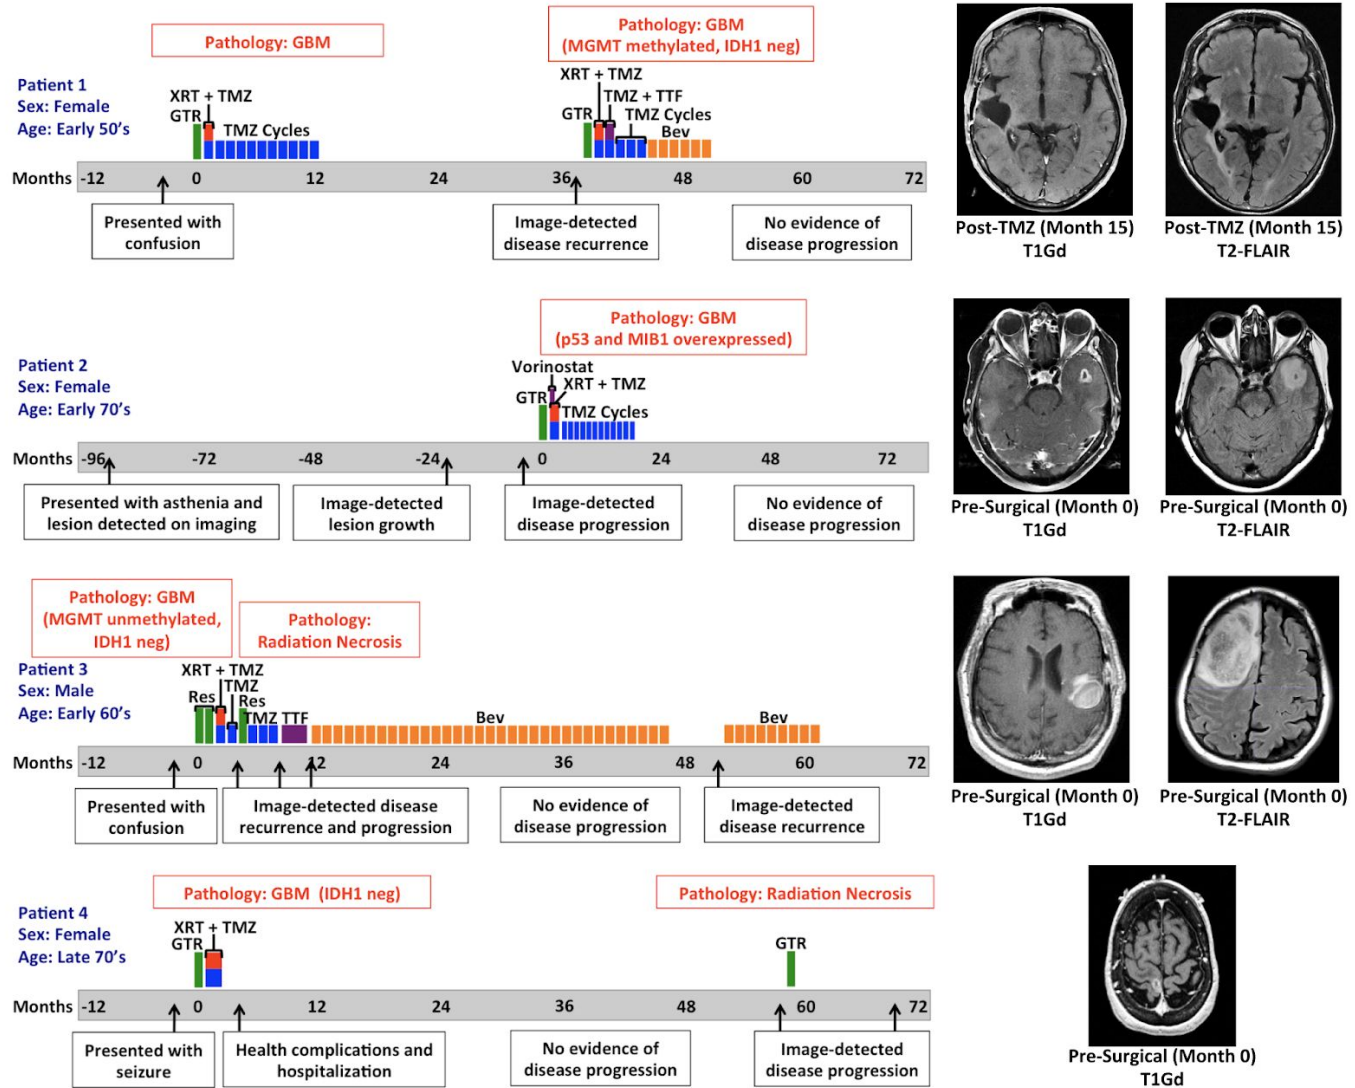 Pathology: GBM
Pathology: GBM
(MGMT methylated, IDH1 neg)
Patient 1
Sex: Female
Age: Early 50's
XRT + TMZ
GTR
TMZ Cycles
XRT + TMZ
TMZ + TTF
GTR
TMZ Cycles
Bev
Months -12 0 12 24 36 48 60 72
Presented with
confusion
Image-detected
disease recurrence
No evidence of
disease progression
Post-TMZ (Month 15)
T1Gd
Post-TMZ (Month 15)
T2-FLAIR
Pathology: GBM
(p53 and MIB1 overexpressed)
Patient 2
Sex: Female
Age: Early 70's
Vorinostat
XRT + TMZ
GTR
TMZ Cycles
Months -96 -72 -48 -24 0 24 48 72
Presented with asthenia and
lesion detected on imaging
Image-detected
lesion growth
Image-detected
disease progression
No evidence of
disease progression
Pre-Surgical (Month 0)
T1Gd
Pre-Surgical (Month 0)
T2-FLAIR
Pathology: GBM
(MGMT unmethylated,
IDH1 neg)
Pathology:
Radiation Necrosis
Patient 3
Sex: Male
Age: Early 60's
XRT + TMZ
TMZ
Res
Res
TMZ
TTF
Bev
Bev
Months -12 0 24 36 48 60 72
Presented with
confusion
Image-detected disease
recurrence and progression
No evidence of
disease progression
Image-detected
disease recurrence
Pre-Surgical (Month 0)
T1Gd
Pre-Surgical (Month 0)
T2-FLAIR
Pathology: GBM (IDH1 neg)
Pathology: Radiation Necrosis
Patient 4
Sex: Female
Age: Late 70's
XRT + TMZ
GTR
GTR
Months -12 0 12 24 36 48 60 72
Presented with
seizure
Health complications and
hospitalization
No evidence of
disease progression
Image-detected
disease progression
Pre-Surgical (Month 0)
T1Gd